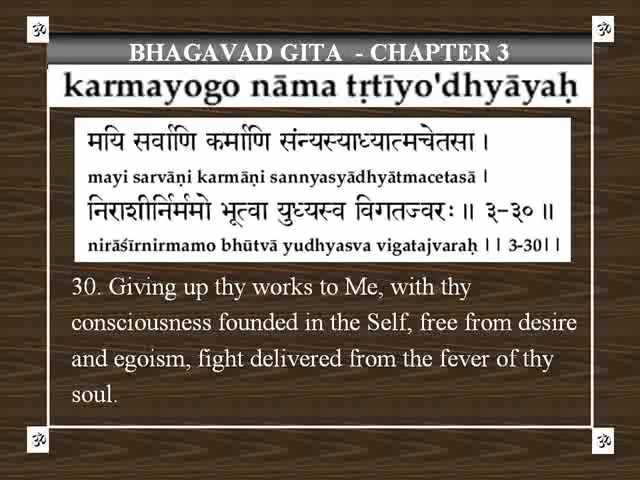 ॐ ॐ
BHAGAVAD GITA - CHAPTER 3
karmayogo nāma tṛtīyo'dhyāyaḥ
मयि सर्वाणि कर्माणि संन्यस्याध्यात्मचेतसा ।
mayi sarvāṇi karmāṇi sannyasyādhyātmacetasā ।
निराशीर्निर्ममो भूत्वा युध्यस्व विगतज्वरः ॥ ३-३० ॥
nirāśīrnirmamo bhūtvā yudhyasva vigatajvaraḥ ।। 3-30।।
30. Giving up thy works to Me, with thy
consciousness founded in the Self, free from desire
and egoism, fight delivered from the fever of thy
soul.
ॐ ॐ